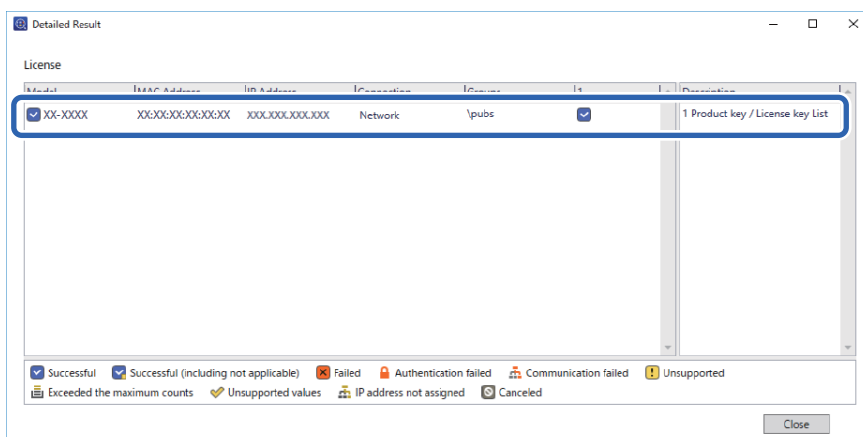 Detailed Result
License
Model MAC Address IP Address Connection Groups 1 Description
XX-XXXX XX:XX:XX:XX:XX:XX XXX.XXX.XXX.XXX Network \pubs 1 Product key / License key List
Successful Successful (including not applicable) Failed Authentication failed Communication failed Unsupported
Exceeded the maximum counts Unsupported values IP address not assigned Canceled
Close